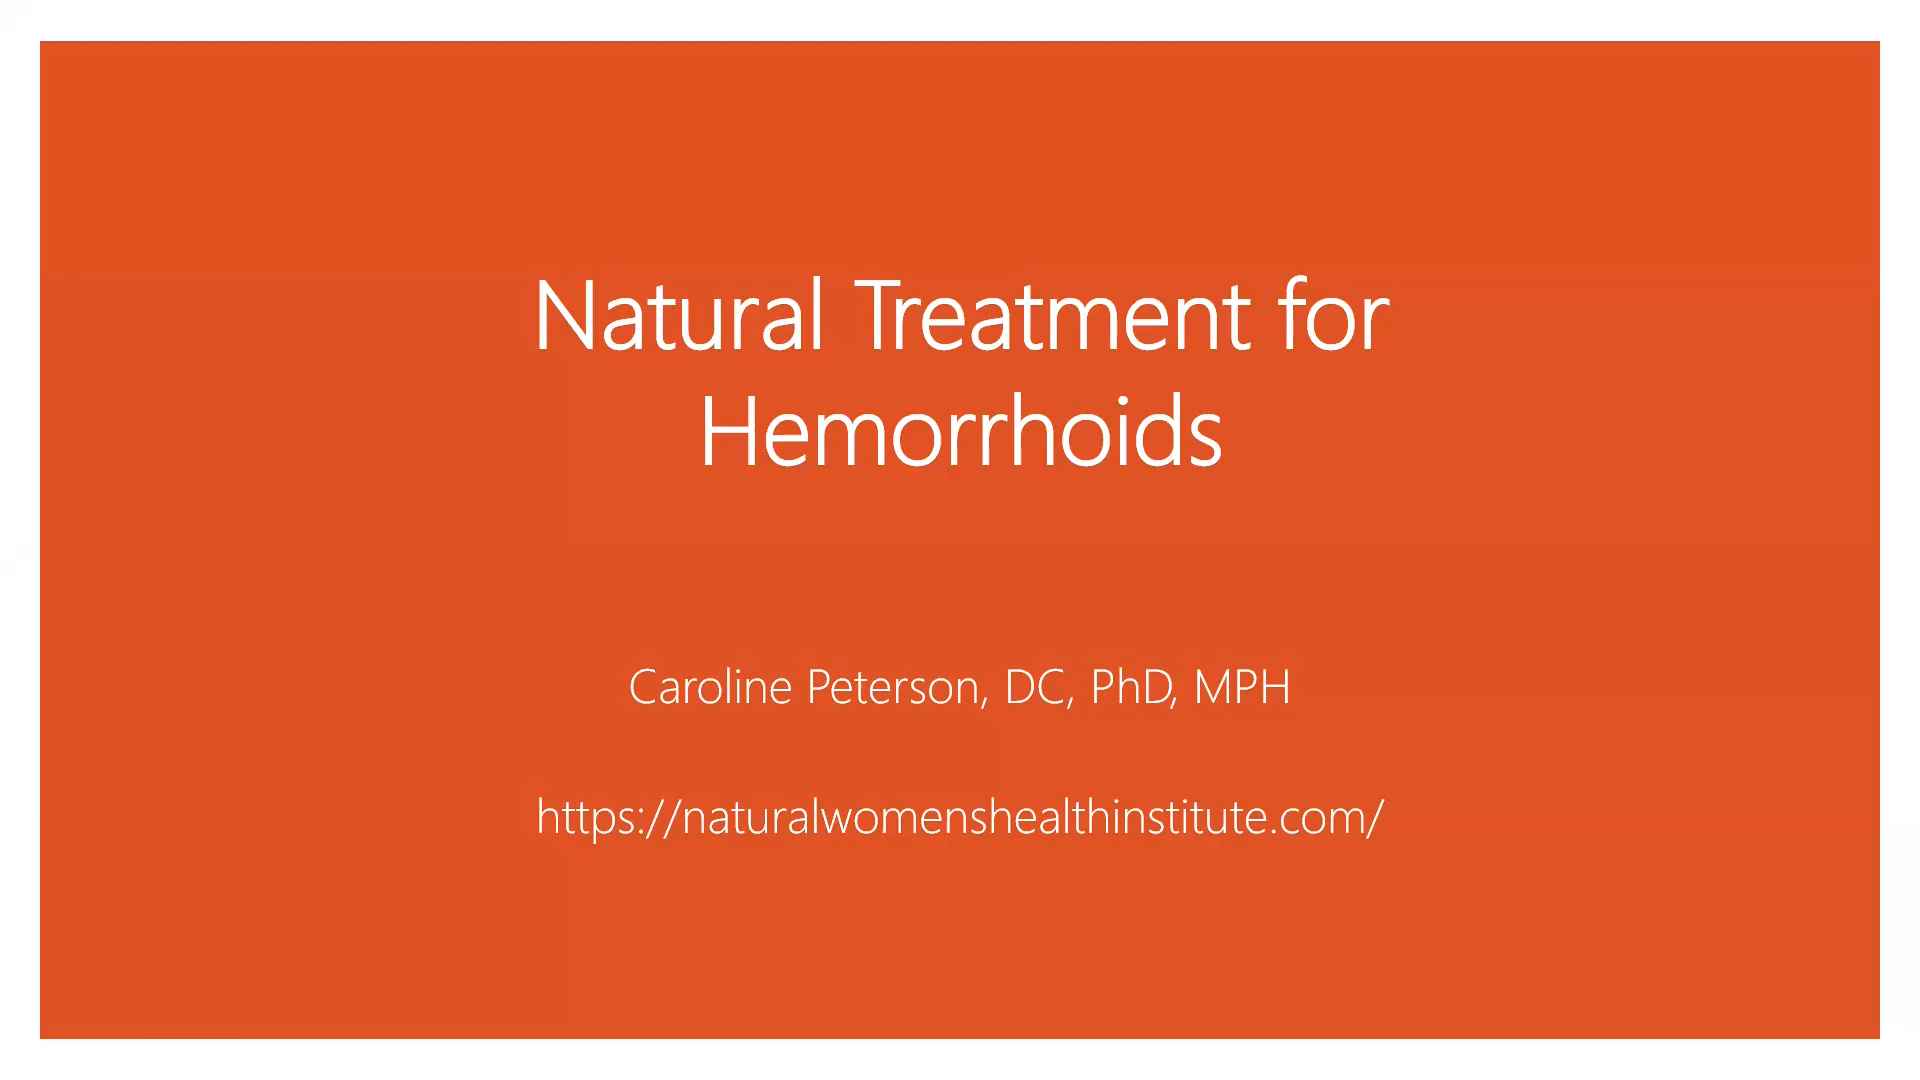 Natural Treatment for
Hemorrhoids
Caroline Peterson, DC, PhD, MPH
https://naturalwomenshealthinstitute.com/